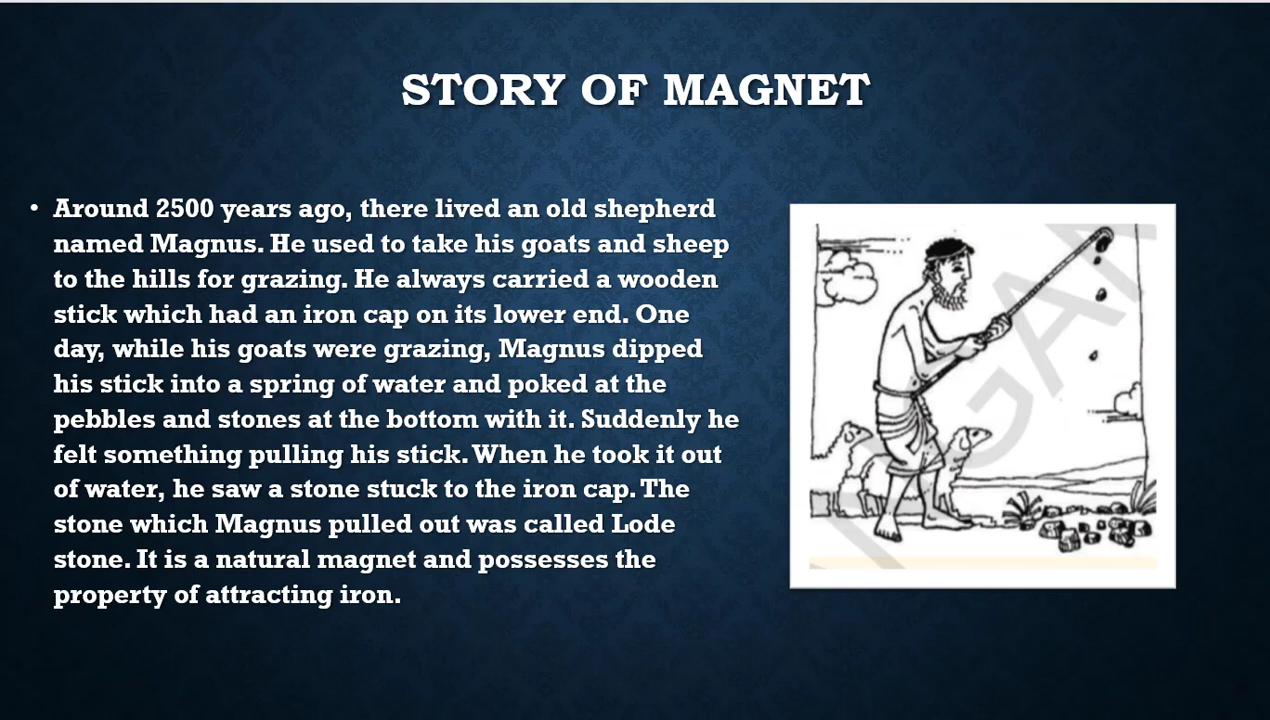 STORY OF MAGNET
• Around 2500 years ago, there lived an old shepherd
named Magnus. He used to take his goats and sheep
to the hills for grazing. He always carried a wooden
stick which had an iron cap on its lower end. One
day, while his goats were grazing, Magnus dipped
his stick into a spring of water and poked at the
pebbles and stones at the bottom with it. Suddenly he
felt something pulling his stick. When he took it out
of water, he saw a stone stuck to the iron cap. The
stone which Magnus pulled out was called Lode
stone. It is a natural magnet and possesses the
property of attracting iron.